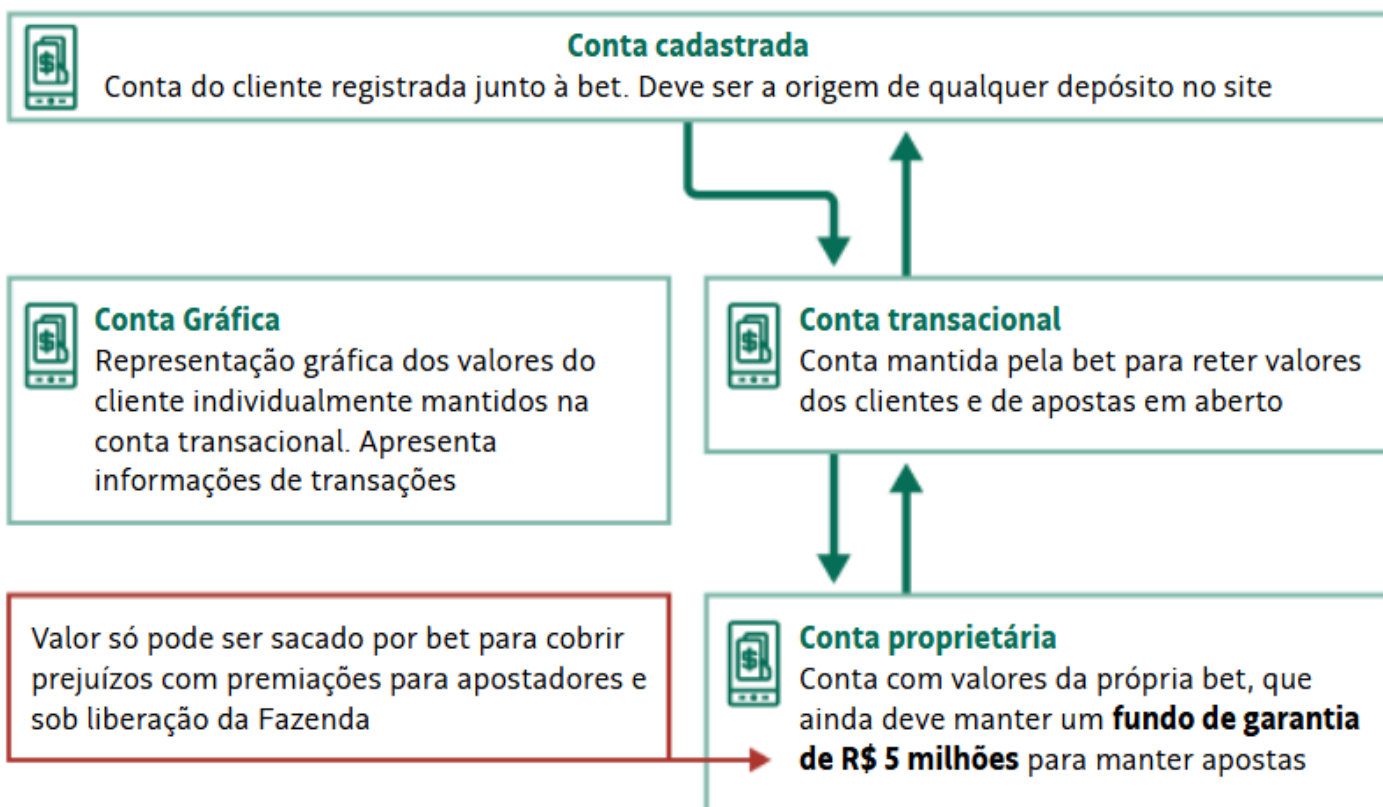 Conta cadastrada
Conta do cliente registrada junto à bet. Deve ser a origem de qualquer depósito no site
Conta Gráfica
Representação gráfica dos valores do
cliente individualmente mantidos na
conta transacional. Apresenta
informações de transações
Conta transacional
Conta mantida pela bet para reter valores
dos clientes e de apostas em aberto
Valor só pode ser sacado por bet para cobrir
prejuízos com premiações para apostadores e
sob liberação da Fazenda
Conta proprietária
Conta com valores da própria bet, que
ainda deve manter um fundo de garantia
de R$ 5 milhões para manter apostas